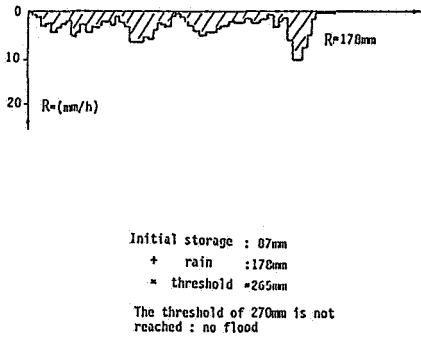 0
R=178mm
10
20
R=(mm/h)
Initial storage : 87mm
+ rain :178mm
= threshold =265mm
The threshold of 270mm is not
reached : no flood